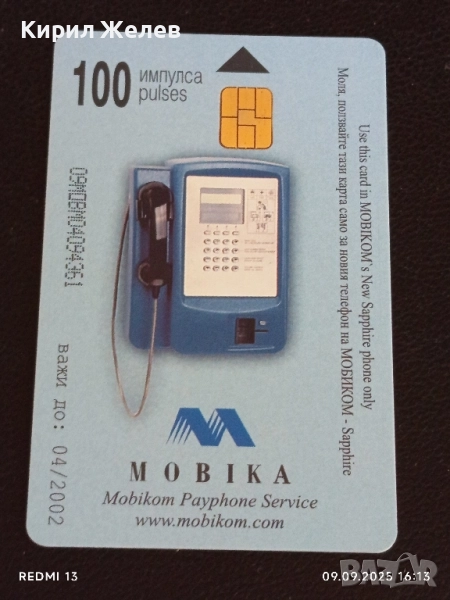 Кирил Желев
100 импулса
pulses
Use this card in MOBIKOM's New Sapphire phone only
Моля, ползвайте тази карта само за новия телефон на МОБИКОМ - Sapphire
09MOBM04094961
важи до: 04/2002
MOBIKA
Mobikom Payphone Service
www.mobikom.com
BAZAR
REDMI 13
09.09.2025 16:13